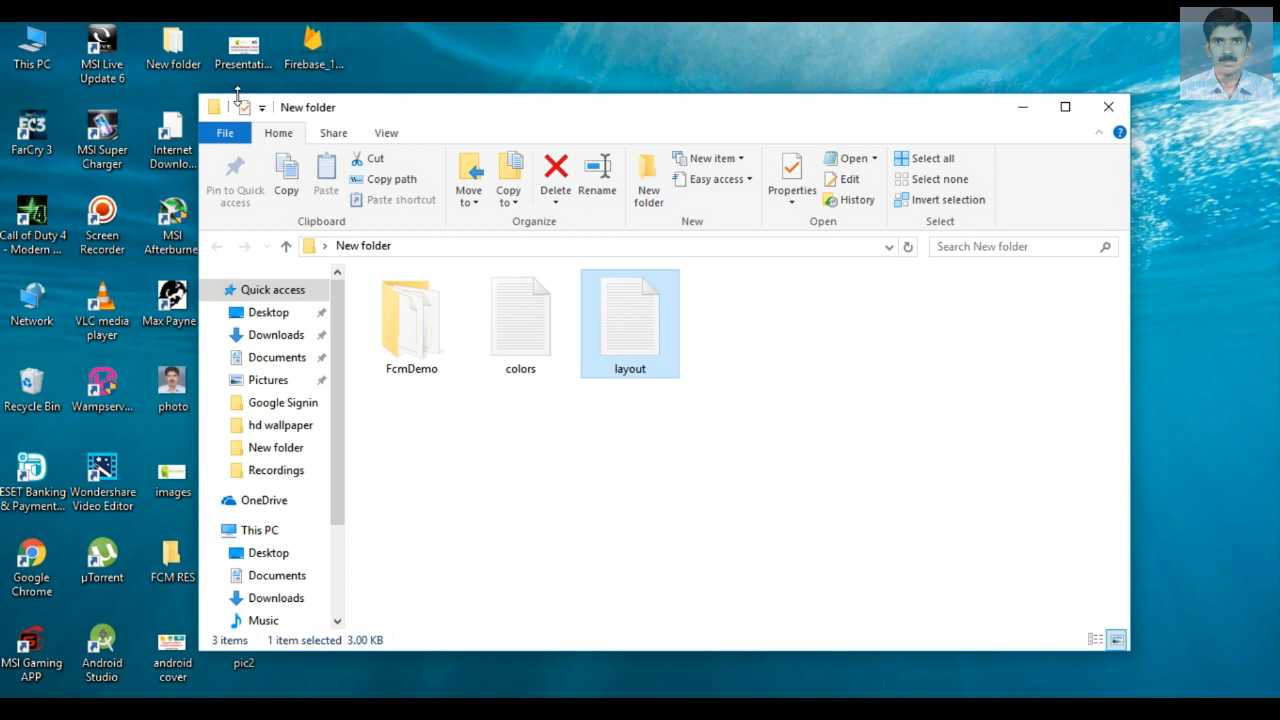 This PC
MSI Live
Update 6
New folder
Presentati...
Firebase_1...
FarCry 3
MSI Super
Charger
Internet
Downlo...
Call of Duty 4
- Modern ...
Screen
Recorder
MSI
Afterburne
Network
VLC media
player
Max Payne
Recycle Bin
Wampserv...
photo
ESET Banking
& Payment...
Wondershare
Video Editor
images
Google
Chrome
µTorrent
FCM RES
MSI Gaming
APP
Android
Studio
android
cover
pic2
New folder
File
Home
Share
View
Pin to Quick
access
Copy
Paste
Cut
Copy path
Paste shortcut
Clipboard
Move
to
Copy
to
Delete
Rename
Organize
New
folder
New item
Easy access
New
Properties
Open
Edit
History
Open
Select all
Select none
Invert selection
Select
New folder
Search New folder
Quick access
Desktop
Downloads
Documents
Pictures
Google Signin
hd wallpaper
New folder
Recordings
OneDrive
This PC
Desktop
Documents
Downloads
Music
FcmDemo
colors
layout
3 items
1 item selected 3.00 KB